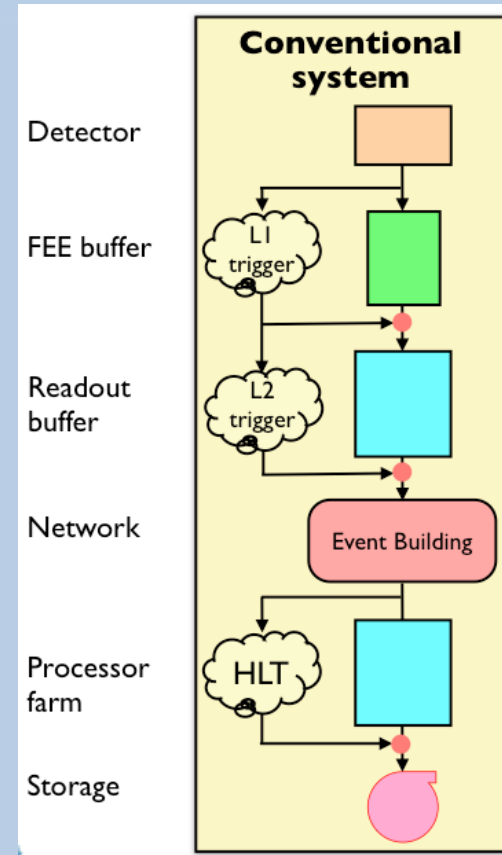 Conventional
system
Detector
FEE buffer
L1
trigger
Readout
buffer
L2
trigger
Network
Event Building
Processor
farm
HLT
Storage